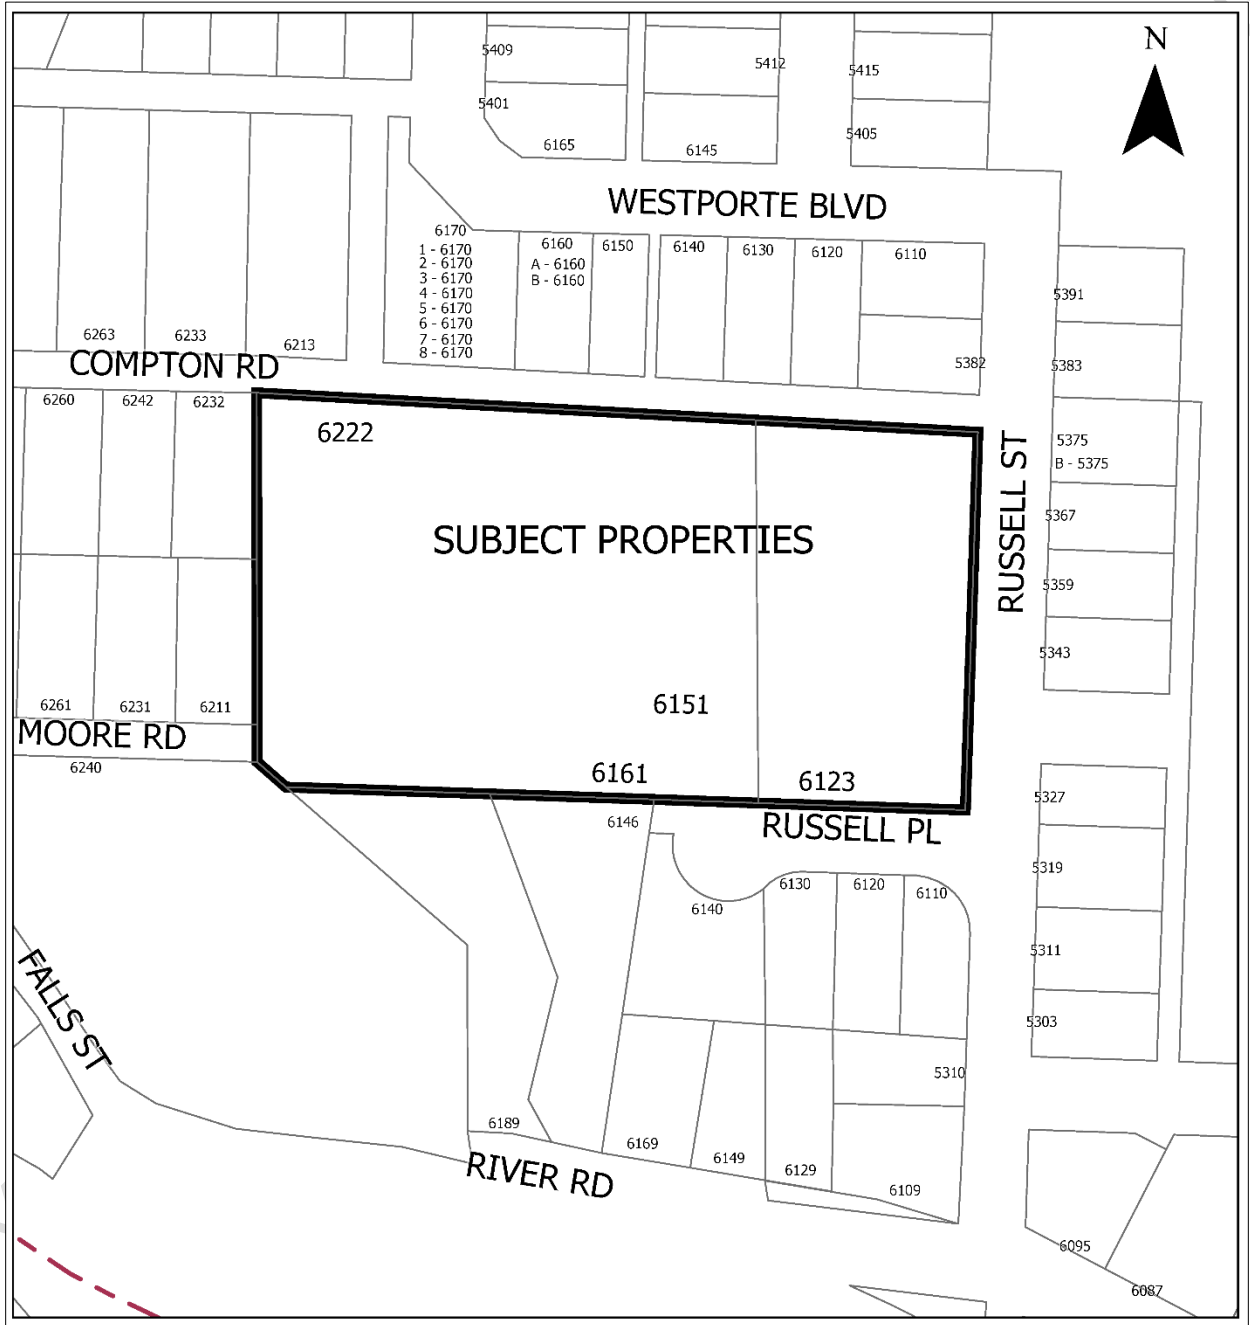 N
5409
5412
5415
5401
5405
6165
6145
WESTPORTE BLVD
6170
1 - 6170
2 - 6170
3 - 6170
4 - 6170
5 - 6170
6 - 6170
7 - 6170
8 - 6170
6160
A - 6160
B - 6160
6150
6140
6130
6120
6110
5391
5382
5383
6263
6233
6213
COMPTON RD
6260
6242
6232
6222
5375
B - 5375
RUSSELL ST
SUBJECT PROPERTIES
5367
5359
5343
6261
6231
6211
6151
MOORE RD
6240
6161
6123
5327
6146
RUSSELL PL
6140
6130
6120
6110
5319
5311
5303
FALLS ST
5310
6189
6169
6149
6129
6109
RIVER RD
6095
6087